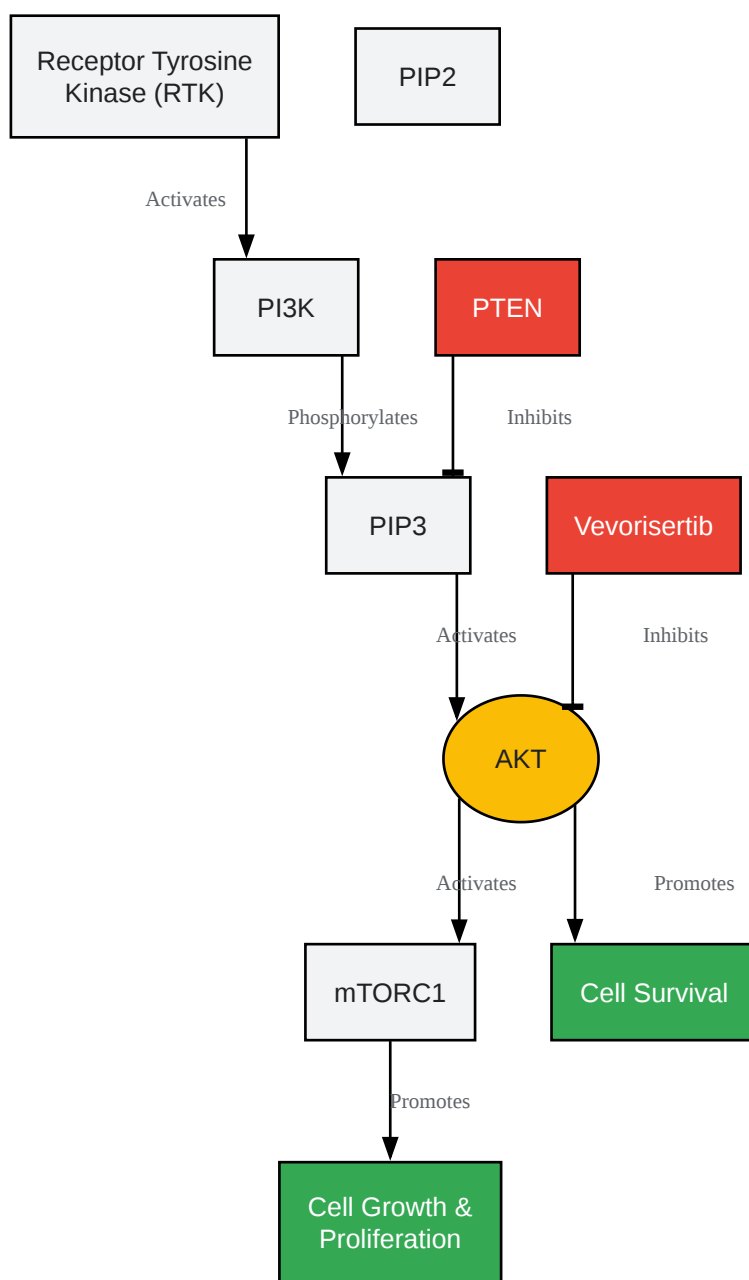 Receptor Tyrosine
Kinase (RTK)
PIP2
Activates
PI3K
PTEN
Phosphorylates
Inhibits
PIP3
Vevorisertib
Activates
Inhibits
AKT
Activates
Promotes
mTORC1
Cell Survival
Promotes
Cell Growth &
Proliferation